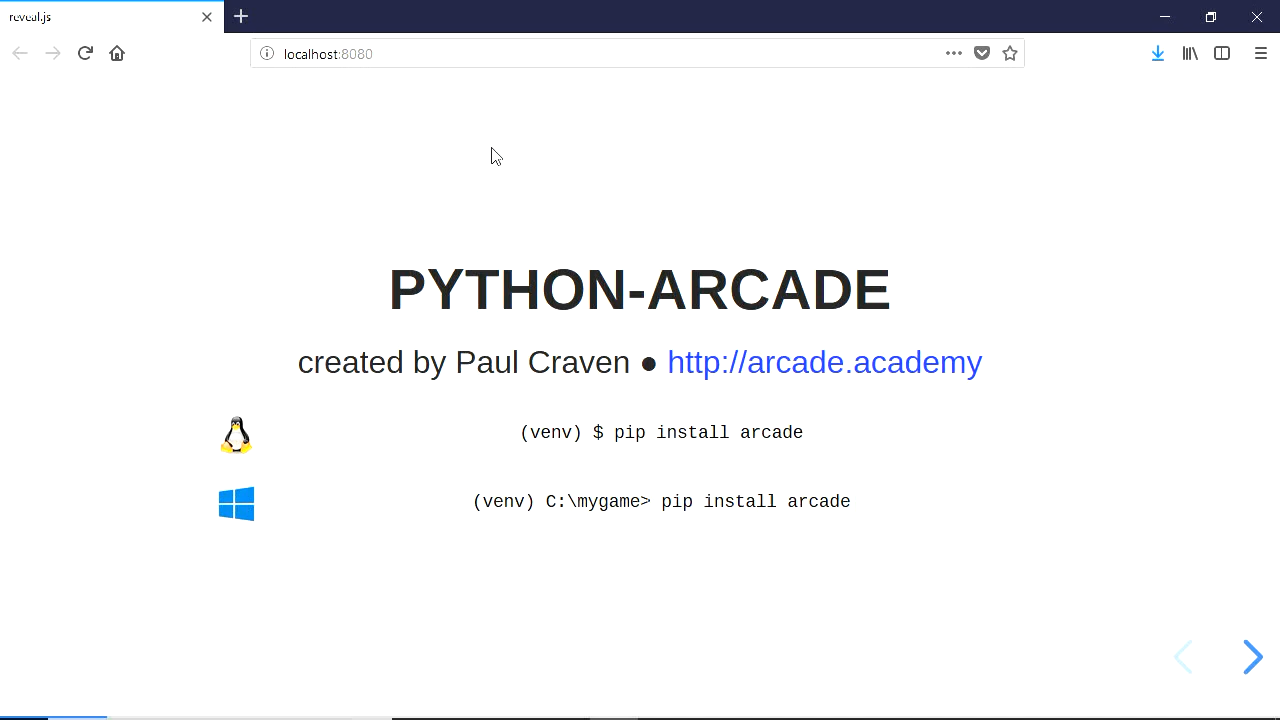 reveal.js
localhost:8080
PYTHON-ARCADE
created by Paul Craven ● http://arcade.academy
(venv) $ pip install arcade
(venv) C:\mygame> pip install arcade